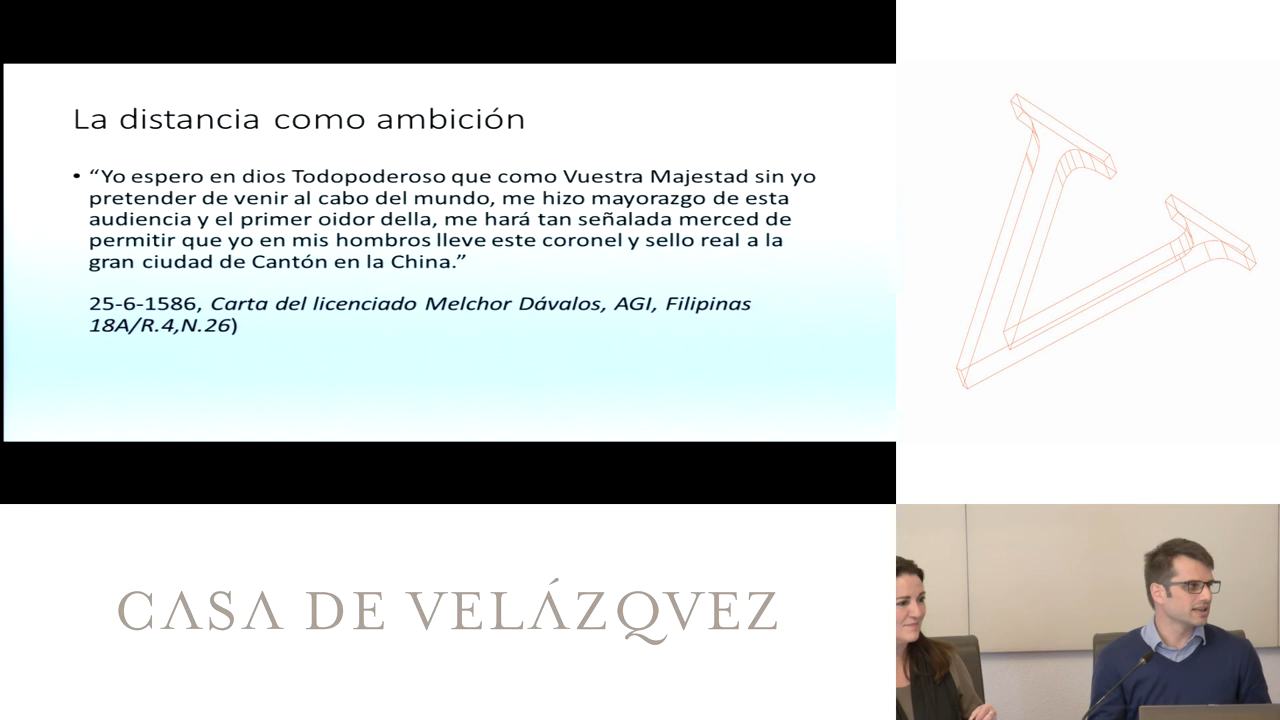 La distancia como ambición
• “Yo espero en dios Todopoderoso que como Vuestra Majestad sin yo
pretender de venir al cabo del mundo, me hizo mayorazgo de esta
audiencia y el primer oidor della, me hará tan señalada merced de
permitir que yo en mis hombros lleve este coronel y sello real a la
gran ciudad de Cantón en la China.”
25-6-1586, Carta del licenciado Melchor Dávalos, AGI, Filipinas
18A/R.4,N.26)
CASA DE VELÁZQVEZ